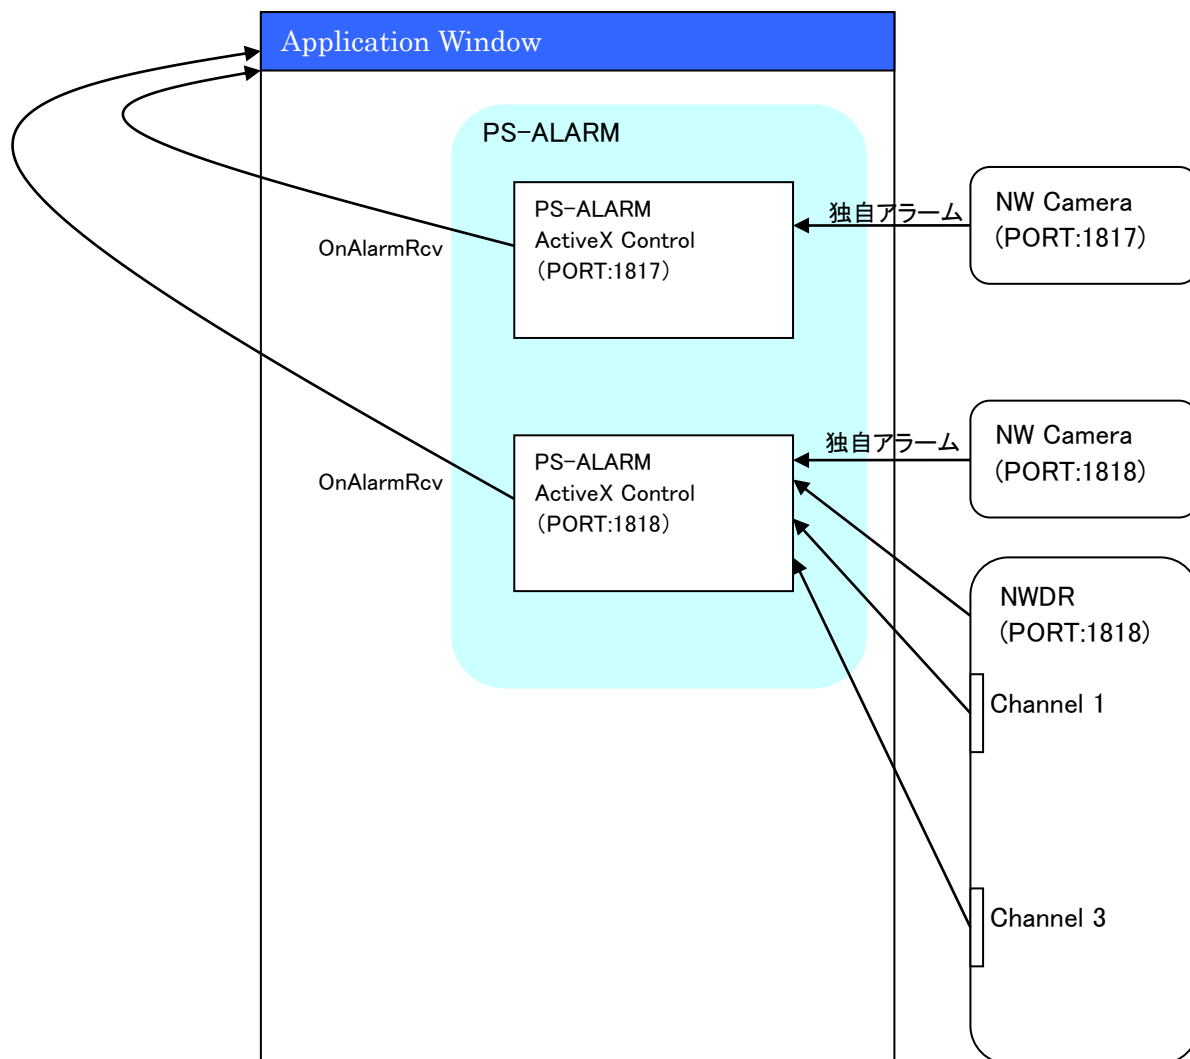 Application Window
PS-ALARM
PS-ALARM
ActiveX Control
(PORT:1817)
OnAlarmRcv
独自アラーム
NW Camera
(PORT:1817)
PS-ALARM
ActiveX Control
(PORT:1818)
OnAlarmRcv
独自アラーム
NW Camera
(PORT:1818)
NWDR
(PORT:1818)
Channel 1
Channel 3